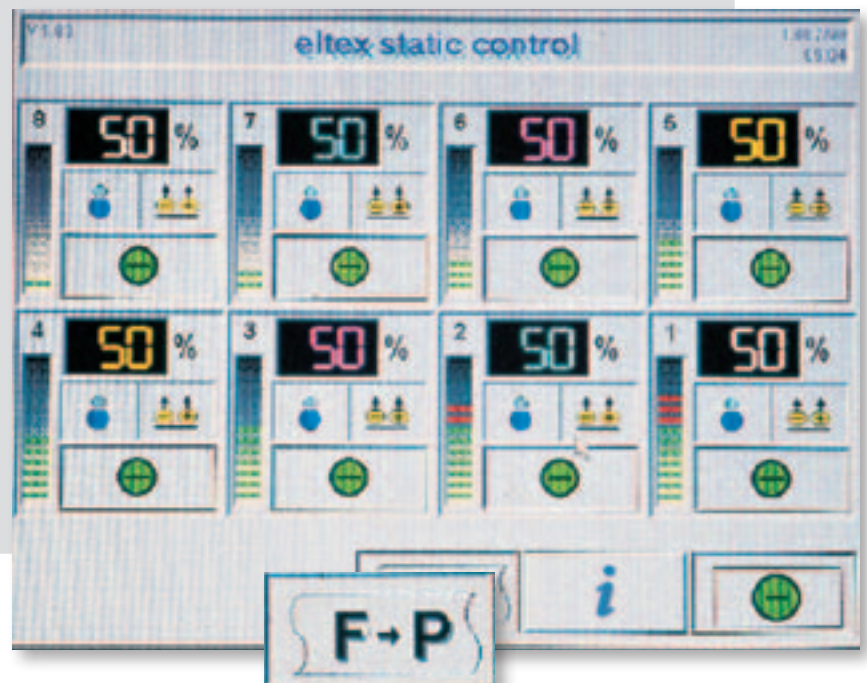 V 1.03
eltex static control
8 50 % 7 50 % 6 50 % 5 50 %
4 50 % 3 50 % 2 50 % 1 50 %
i
F→P